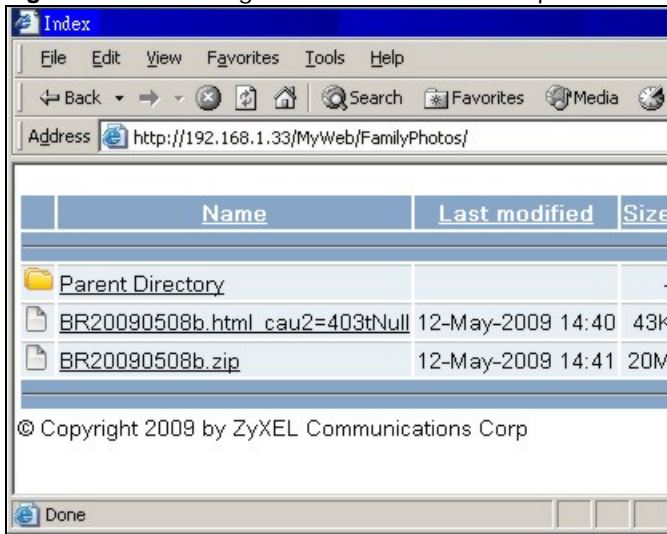 Index
File Edit View Favorites Tools Help
Back Search Favorites Media
Address http://192.168.1.33/MyWeb/FamilyPhotos/
Name Last modified Size
Parent Directory -
BR20090508b.html_cau2=403tNull 12-May-2009 14:40 43K
BR20090508b.zip 12-May-2009 14:41 20M
© Copyright 2009 by ZyXEL Communications Corp
Done